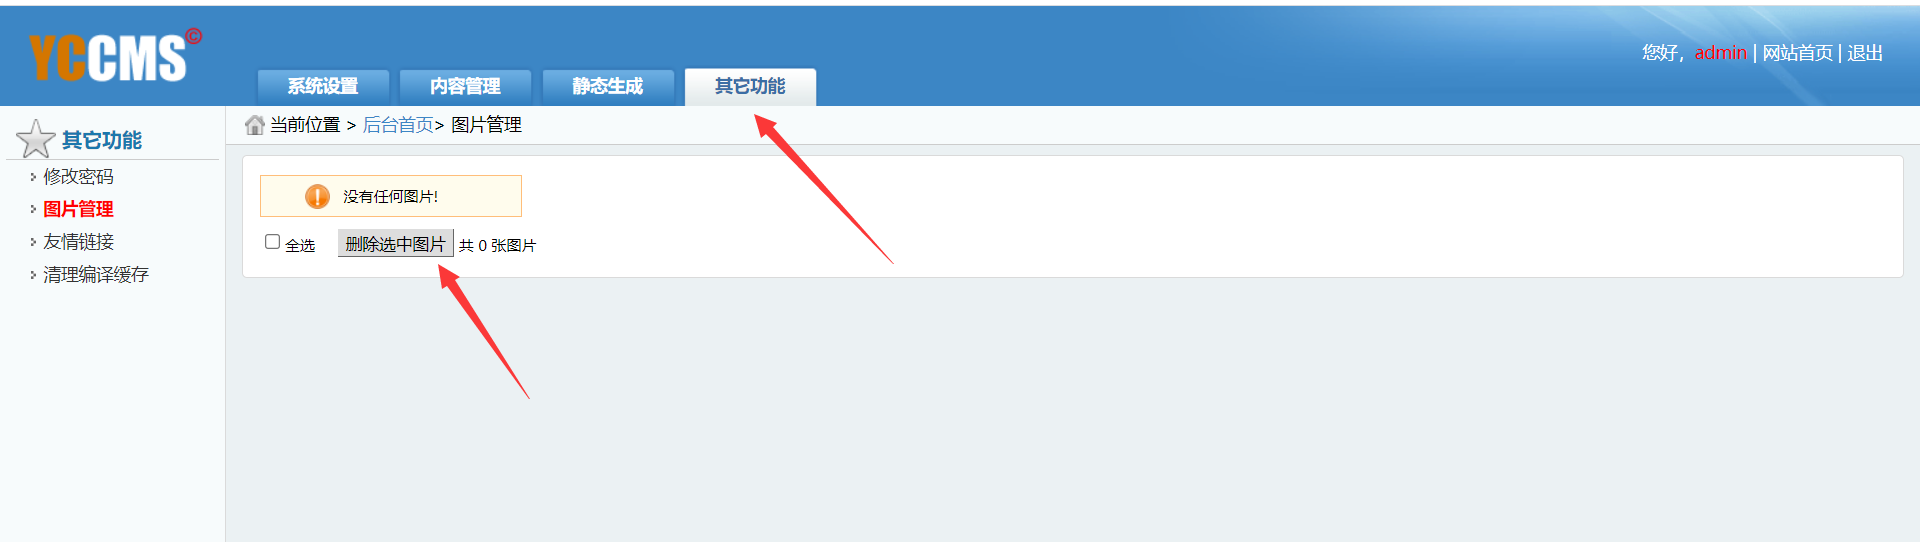 YCCMS©
您好，admin | 网站首页 | 退出
系统设置 内容管理 静态生成 其它功能
其它功能
修改密码
图片管理
友情链接
清理编译缓存
当前位置 > 后台首页> 图片管理
没有任何图片!
全选 删除选中图片 共 0 张图片